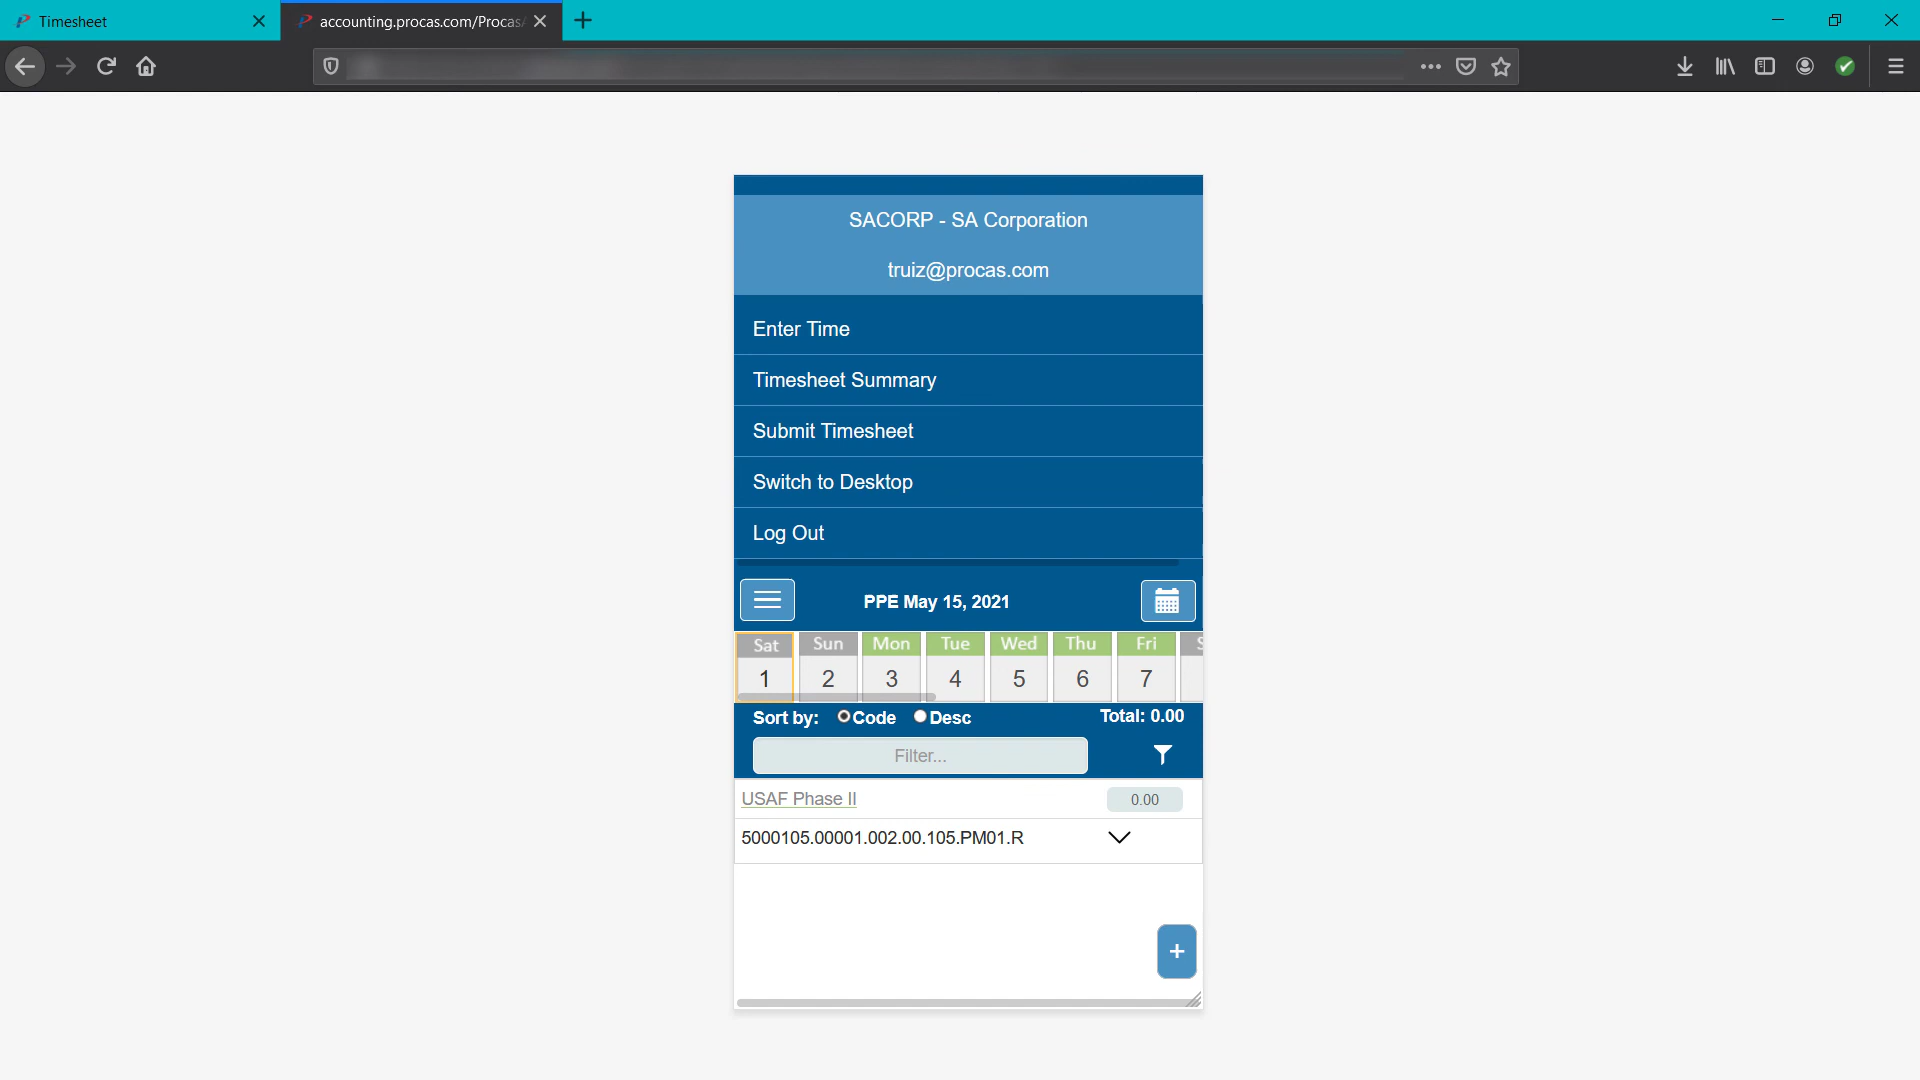 Timesheet
accounting.procas.com/Procas
SACORP - SA Corporation
truiz@procas.com
Enter Time
Timesheet Summary
Submit Timesheet
Switch to Desktop
Log Out
PPE May 15, 2021
Sat Sun Mon Tue Wed Thu Fri S
1 2 3 4 5 6 7
Sort by: Code Desc Total: 0.00
Filter...
USAF Phase II 0.00
5000105.00001.002.00.105.PM01.R
+